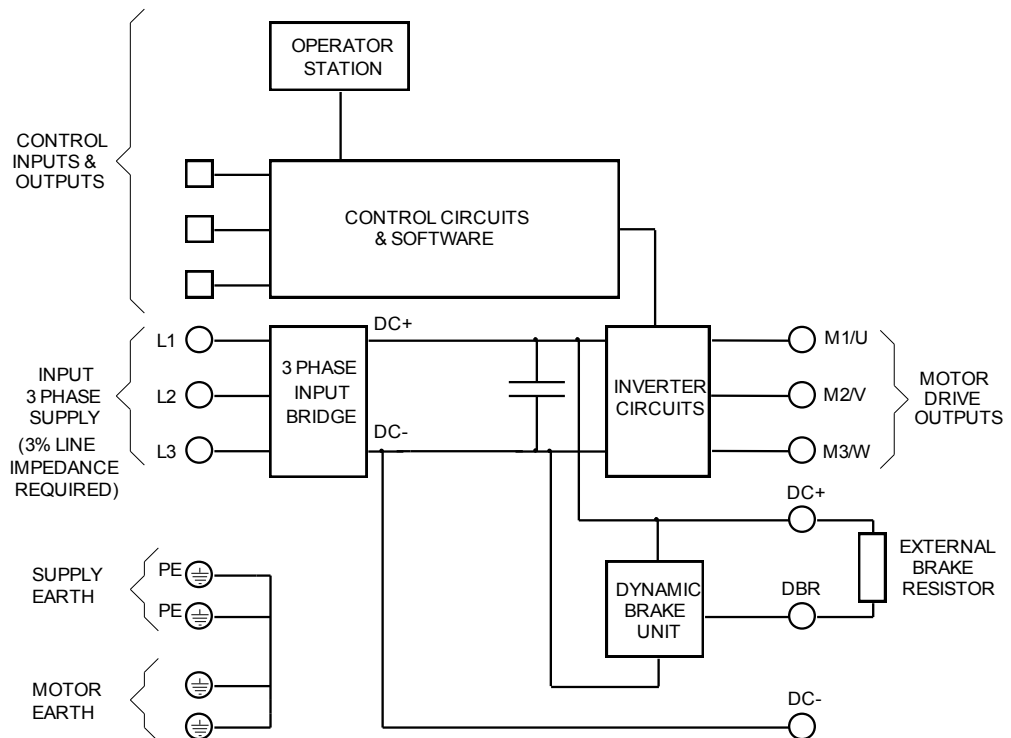 OPERATOR
STATION
CONTROL
INPUTS &
OUTPUTS
CONTROL CIRCUITS
& SOFTWARE
DC+
L1
L2
L3
INPUT
3 PHASE
SUPPLY
(3% LINE
IMPEDANCE
REQUIRED)
3 PHASE
INPUT
BRIDGE
DC-
INVERTER
CIRCUITS
M1/U
M2/V
M3/W
MOTOR
DRIVE
OUTPUTS
DC+
EXTERNAL
BRAKE
RESISTOR
DBR
DYNAMIC
BRAKE
UNIT
SUPPLY
EARTH
PE
PE
MOTOR
EARTH
DC-